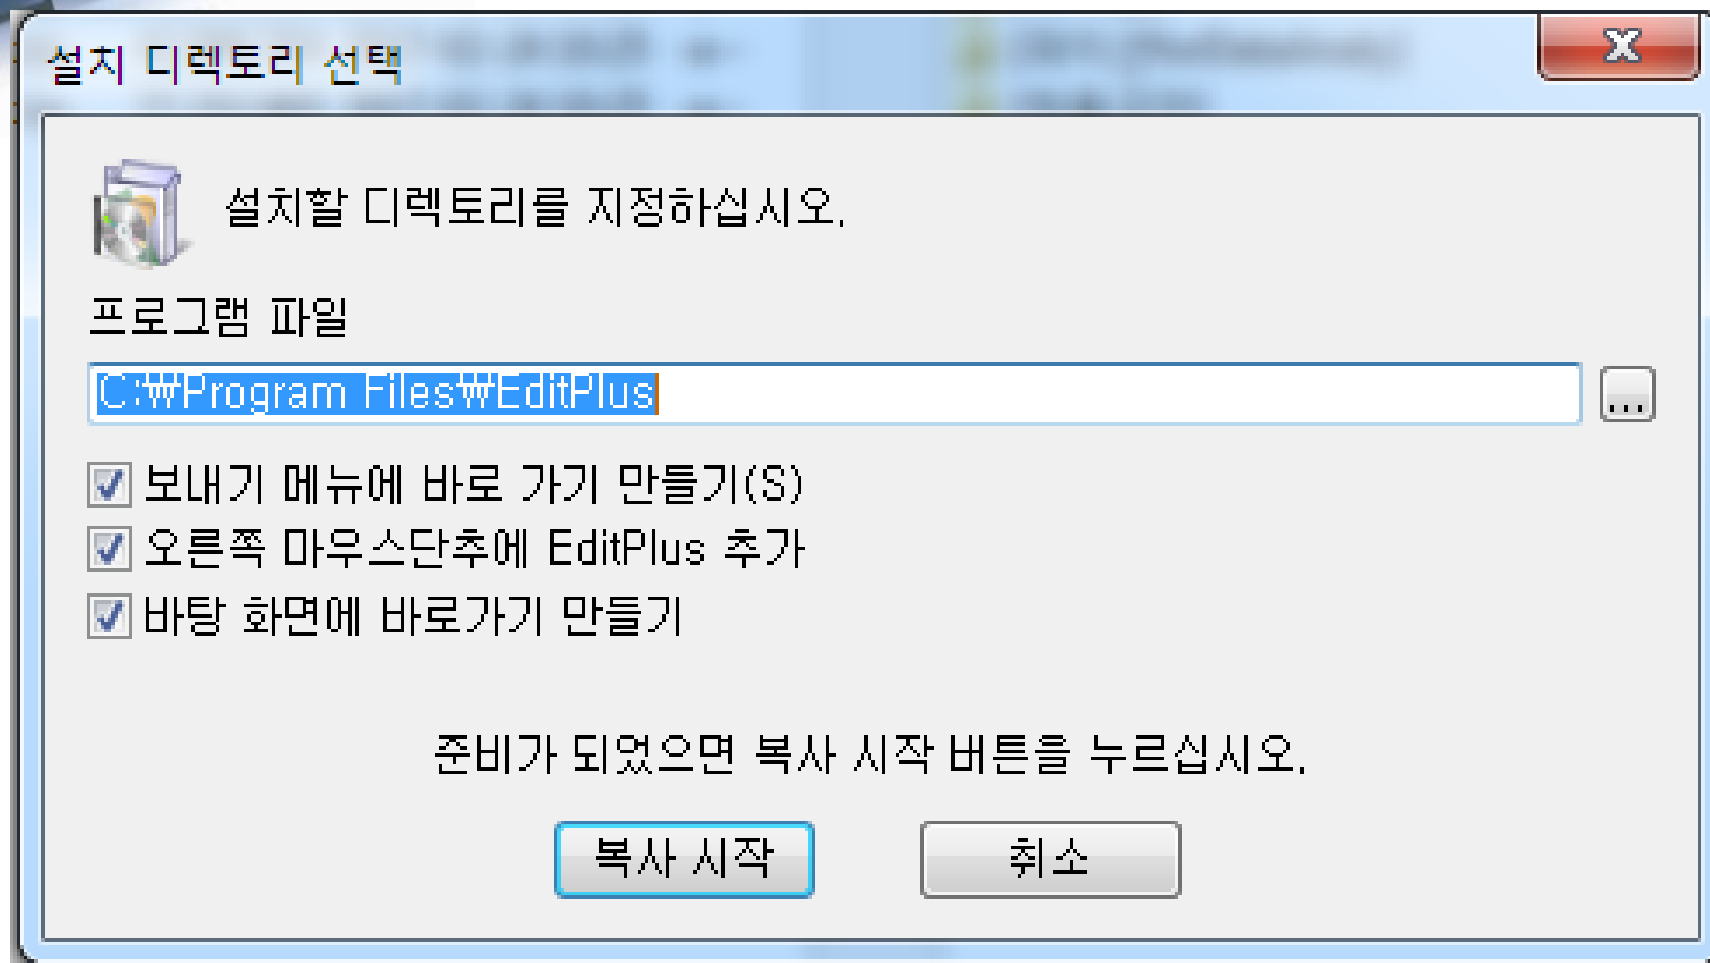 설치 디렉토리 선택
설치할 디렉토리를 지정하십시오.
프로그램 파일
C:₩Program Files₩EditPlus
...
보내기 메뉴에 바로 가기 만들기(S)
오른쪽 마우스단추에 EditPlus 추가
바탕 화면에 바로가기 만들기
준비가 되었으면 복사 시작 버튼을 누르십시오.
복사 시작 취소